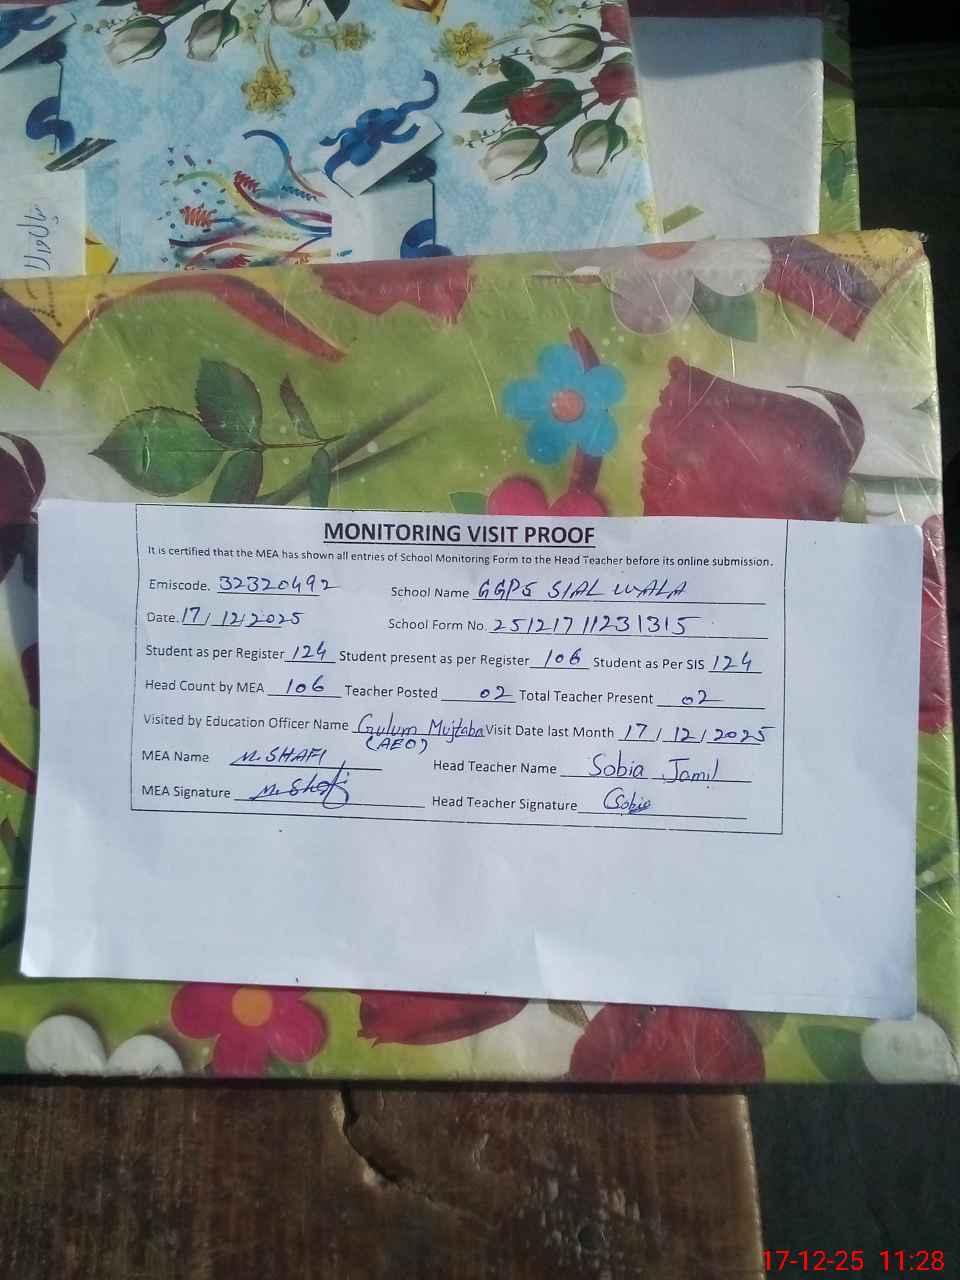 MONITORING VISIT PROOF
It is certified that the MEA has shown all entries of School Monitoring Form to the Head Teacher before its online submission.
Emiscode. 32320492 School Name GGPS SIAL WALA
Date. 17/12/2025 School Form No. 251217 11231315
Student as per Register 124 Student present as per Register 106 Student as Per SIS 124
Head Count by MEA 106 Teacher Posted 02 Total Teacher Present 02
Visited by Education Officer Name Gulum Mujtaba Visit Date last Month 17/12/2025
(AEO)
MEA Name M. SHAFI Head Teacher Name Sobia Jamil
MEA Signature M. Shafi Head Teacher Signature Sobia
17-12-25 11:28